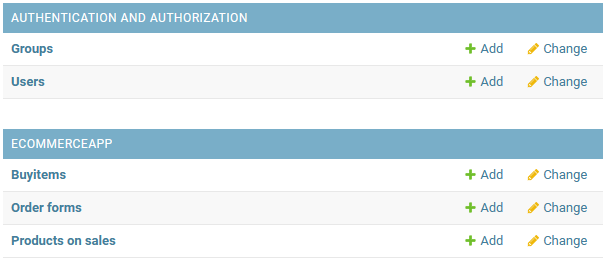 AUTHENTICATION AND AUTHORIZATION
Groups Add Change
Users Add Change
ECOMMERCEAPP
Buyitems Add Change
Order forms Add Change
Products on sales Add Change